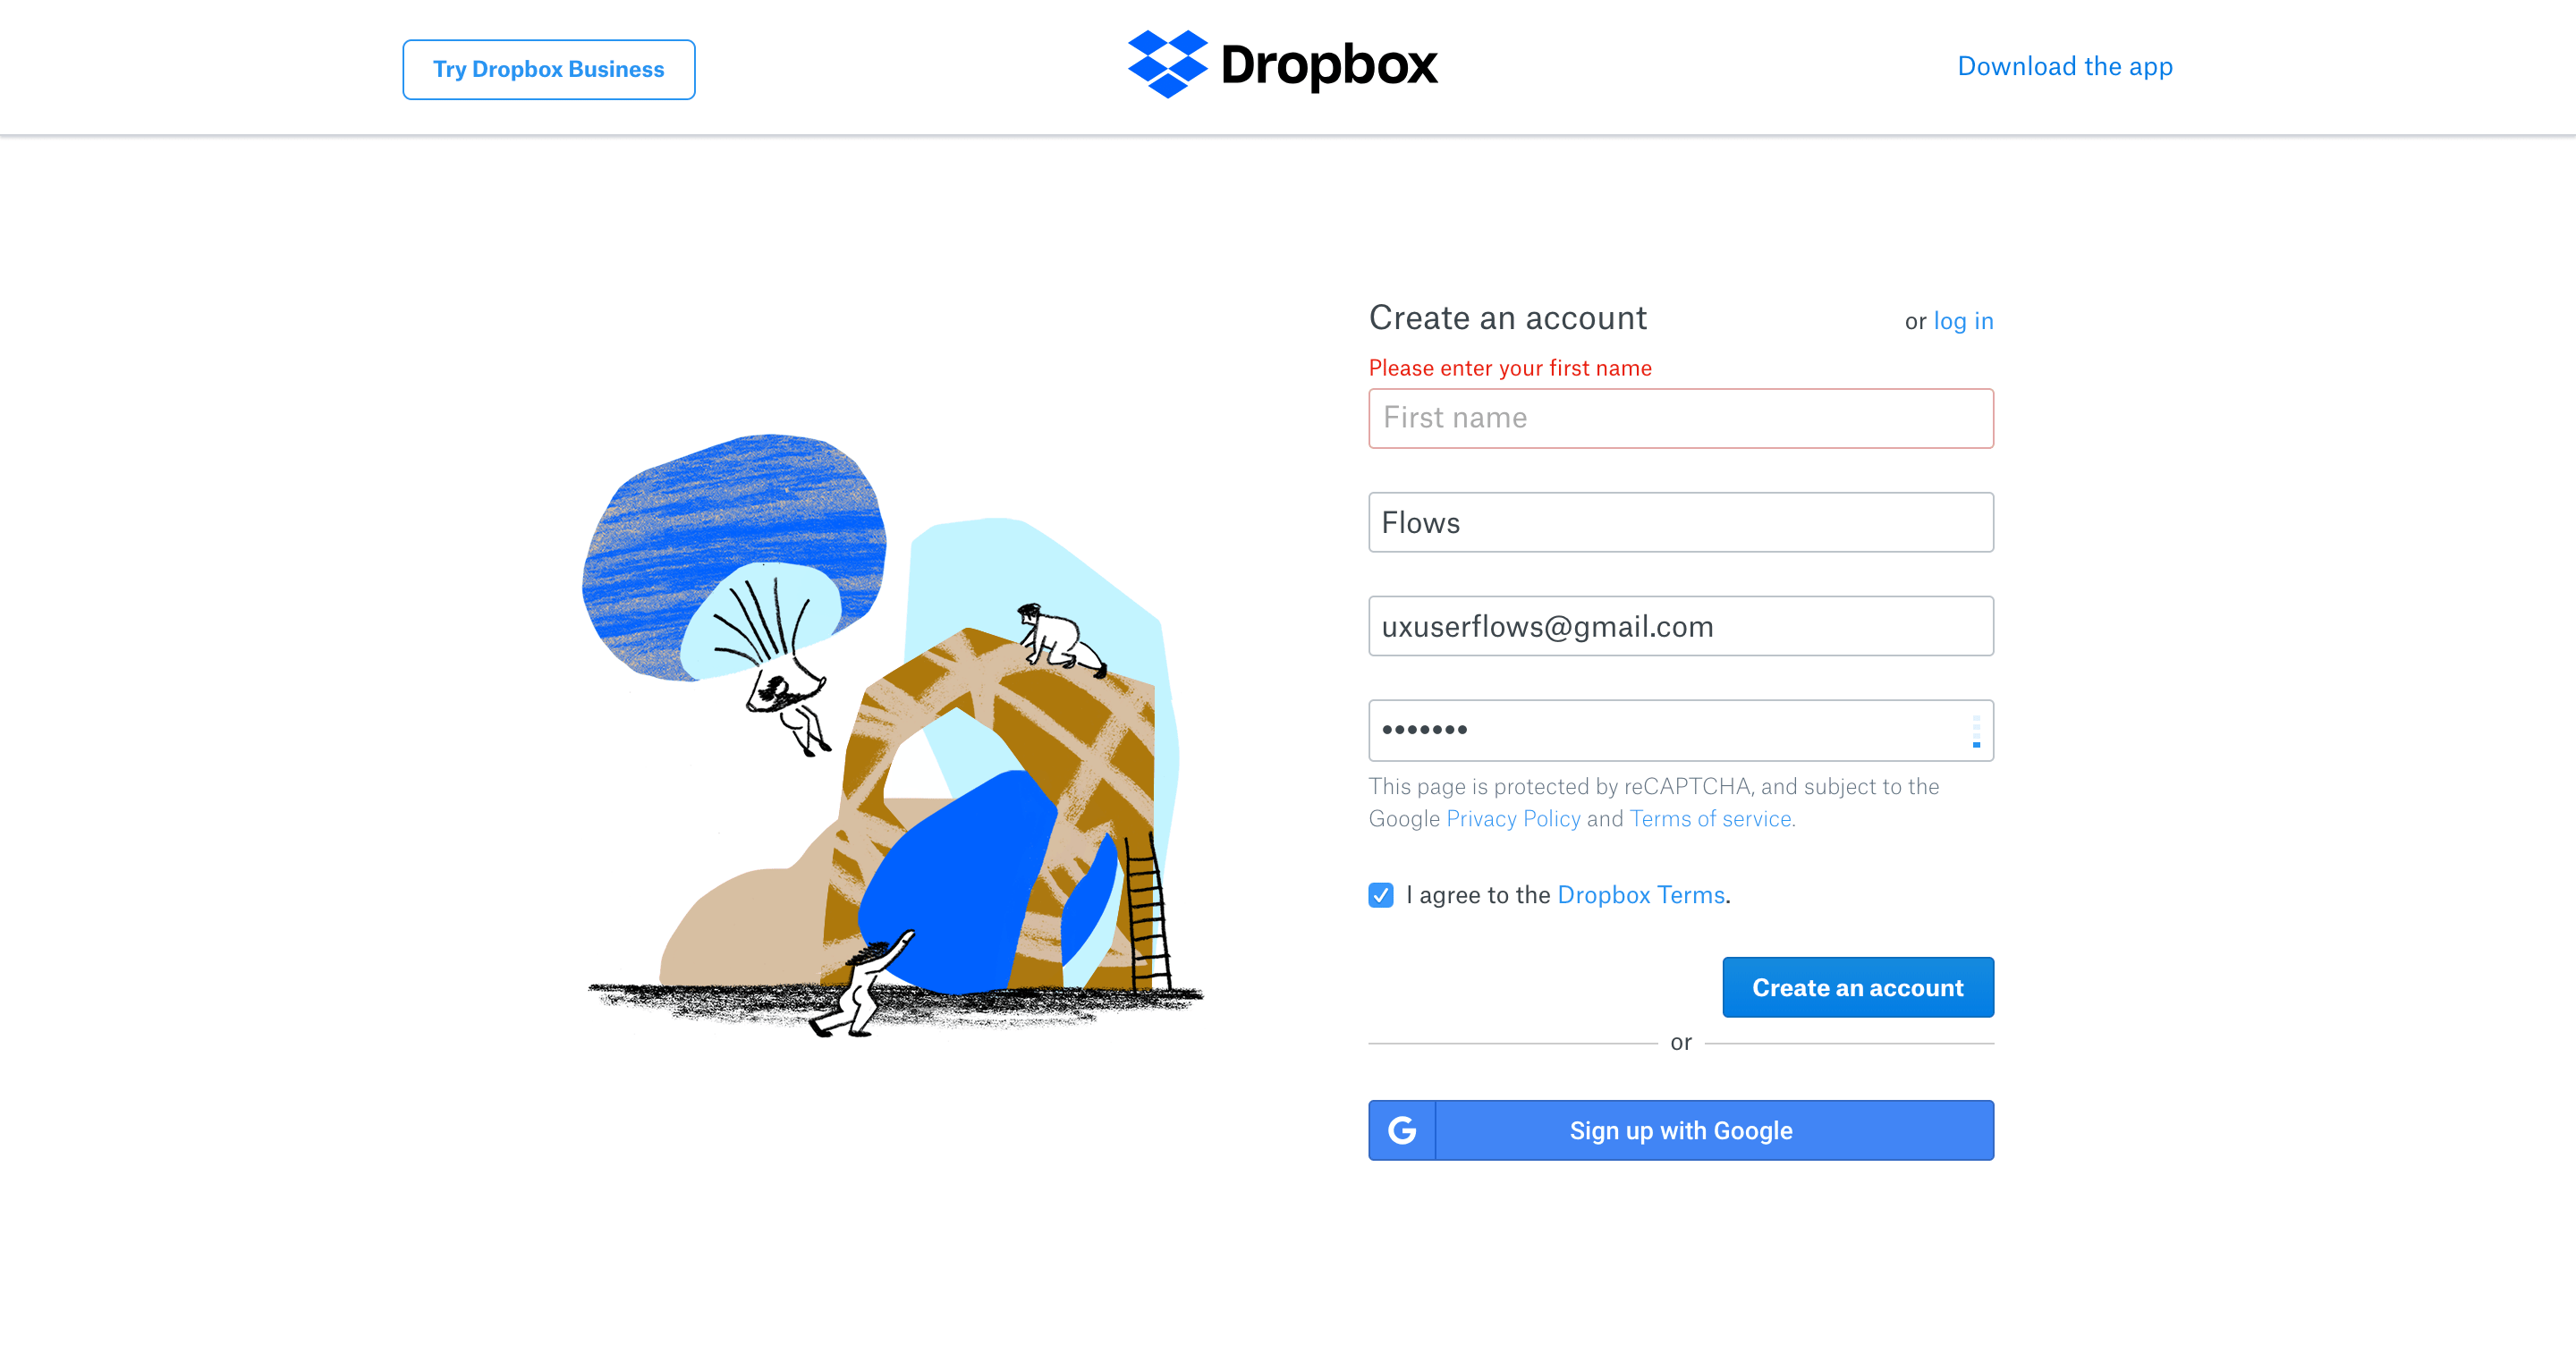 Try Dropbox Business
Dropbox
Download the app
Create an account
or log in
Please enter your first name
First name
Flows
uxuserflows@gmail.com
•••••••
This page is protected by reCAPTCHA, and subject to the
Google Privacy Policy and Terms of service.
I agree to the Dropbox Terms.
Create an account
or
G
Sign up with Google